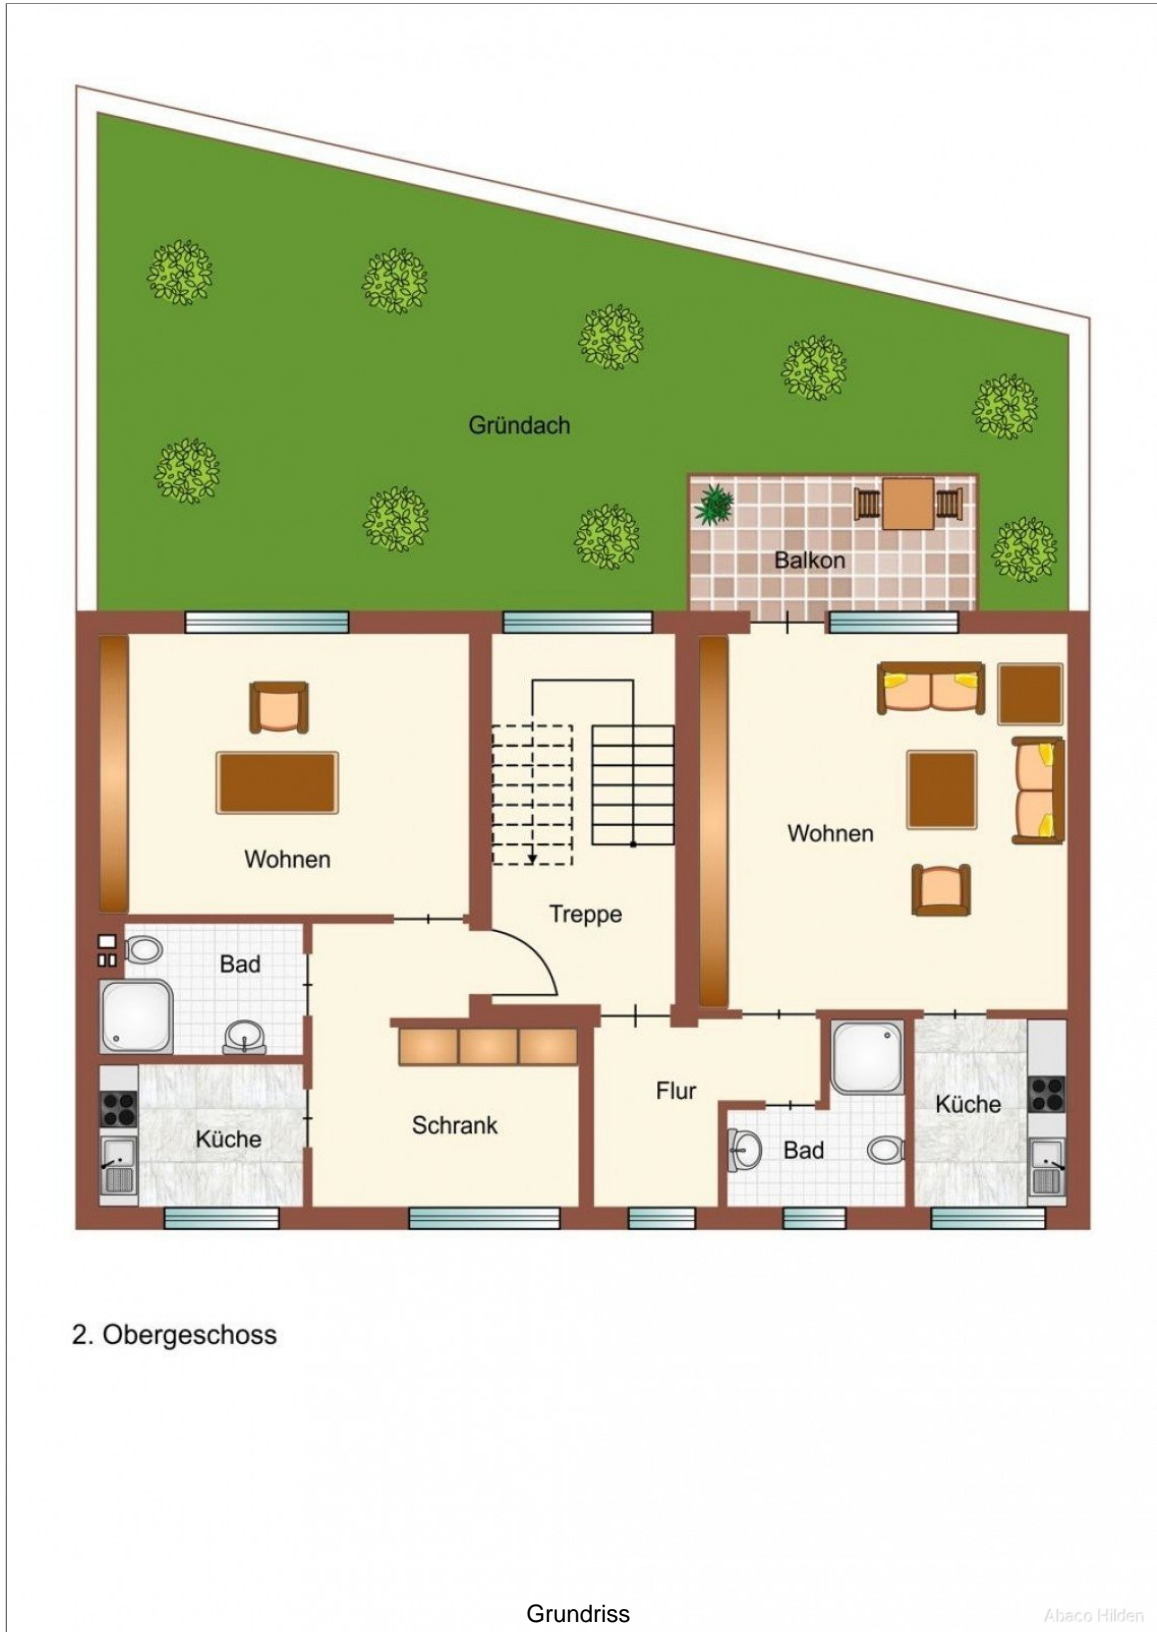 Gründach
Balkon
Wohnen
Wohnen
Treppe
Bad
Flur
Küche
Schrank
Küche
Bad
2. Obergeschoss
Grundriss
Abaco Hilden